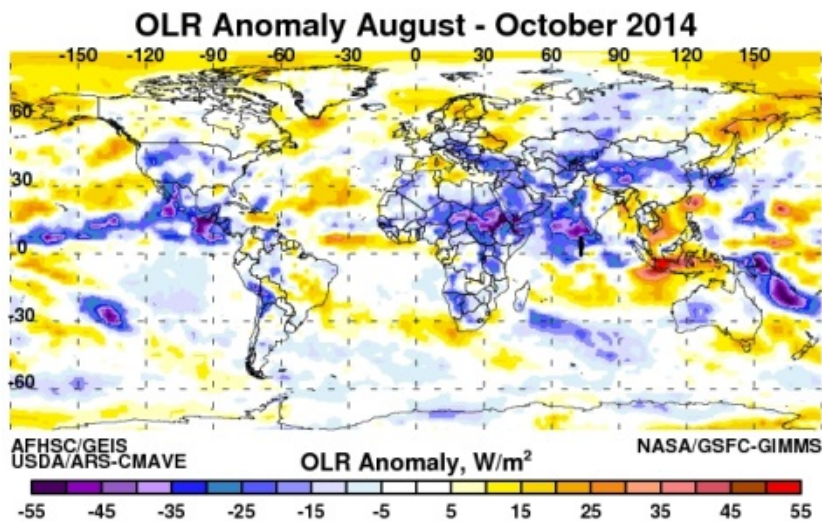 OLR Anomaly August - October 2014
-150 -120 -90 -60 -30 0 30 60 90 120 150
60
30
0
-30
-60
AFHSC/GEIS
USDA/ARS-CMAVE
NASA/GSFC-GIMMS
OLR Anomaly, W/m²
-55 -45 -35 -25 -15 -5 5 15 25 35 45 55